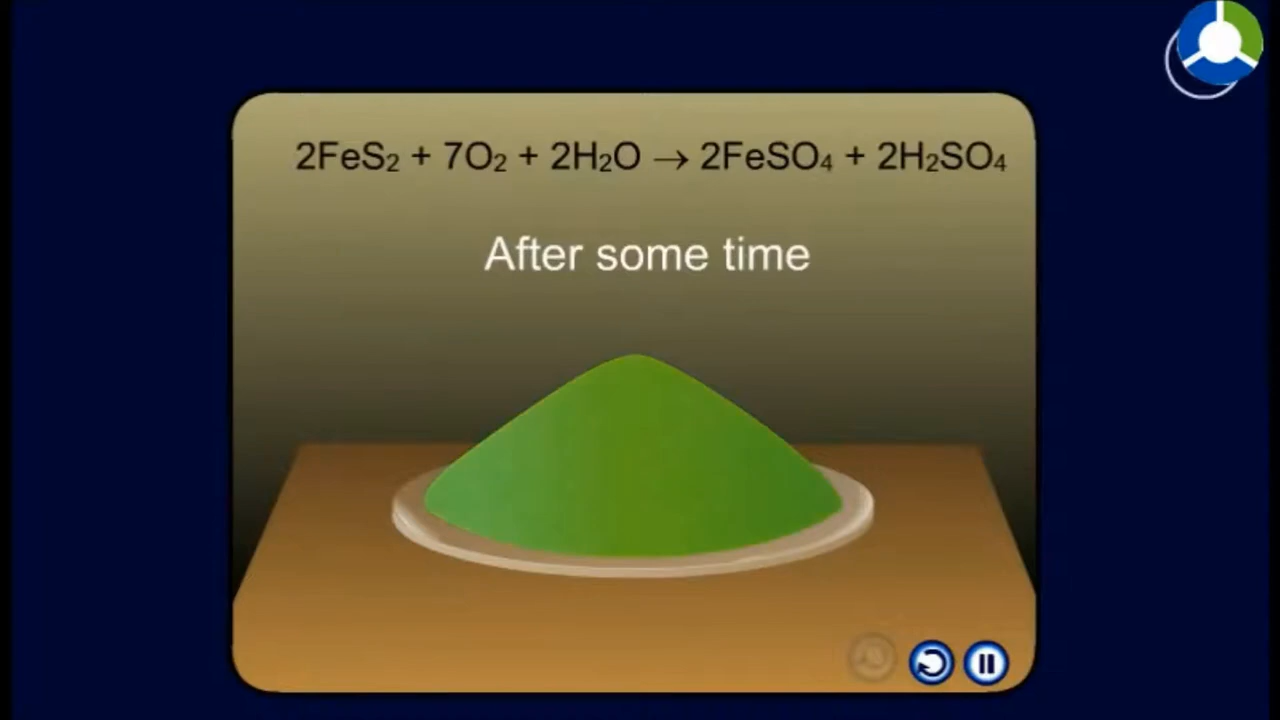 2FeS₂ + 7O₂ + 2H₂O → 2FeSO₄ + 2H₂SO₄
After some time